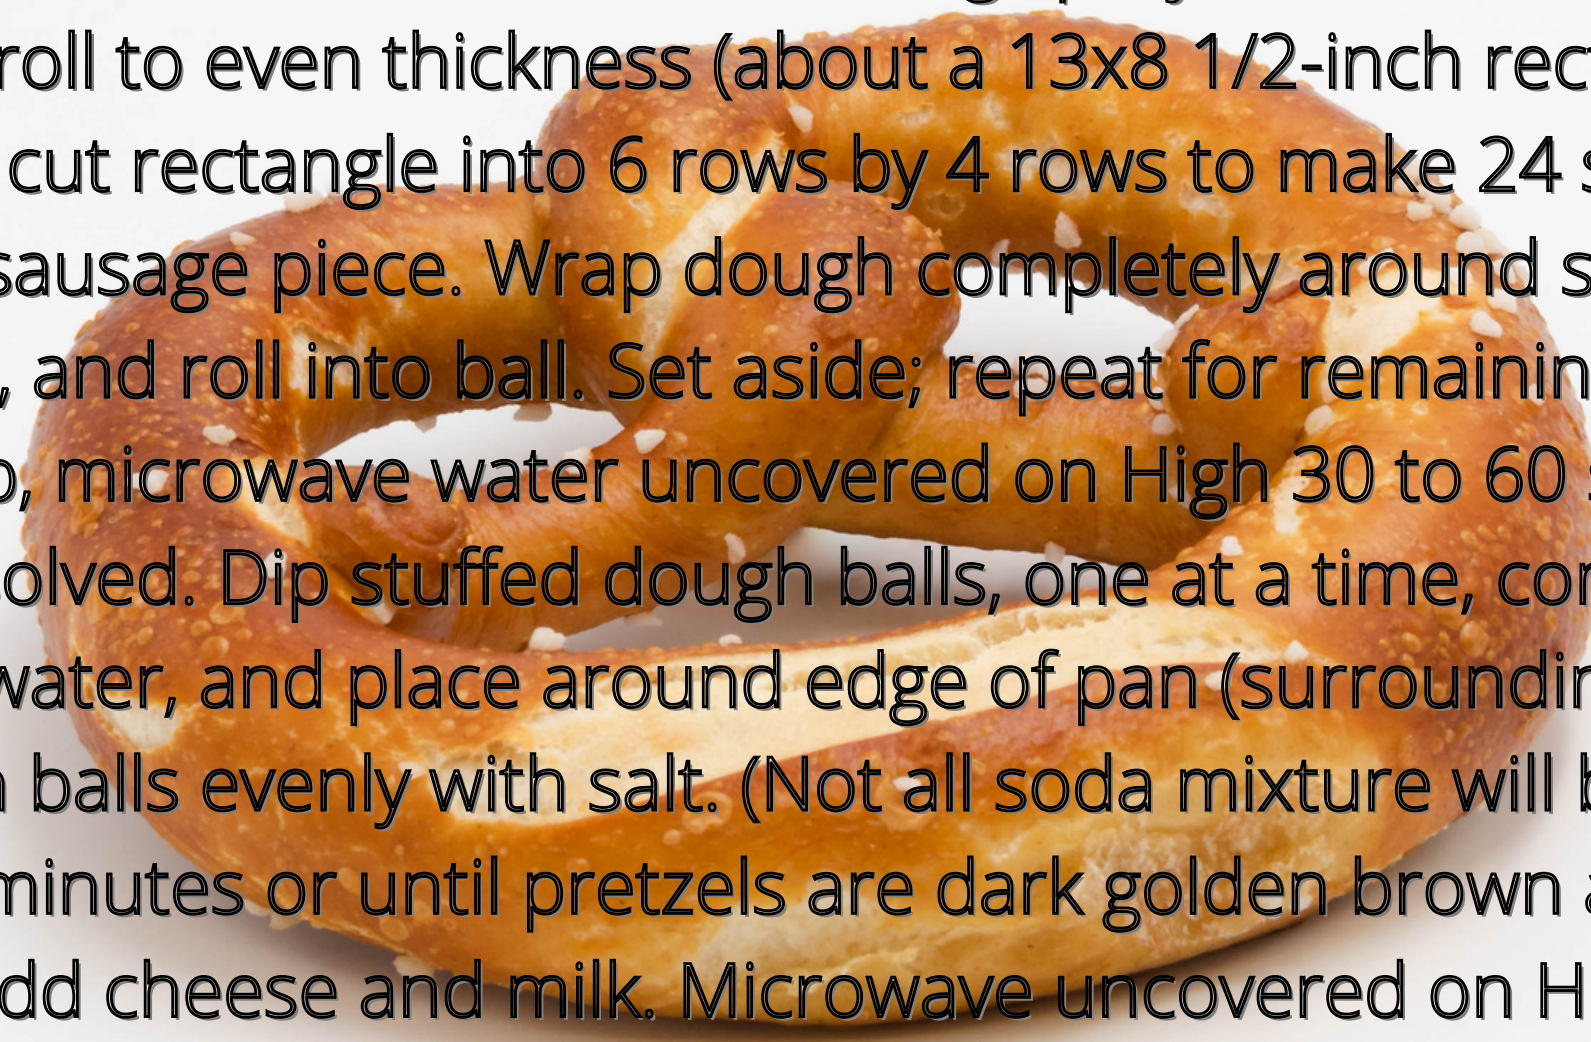 roll to even thickness (about a 13x8 1/2-inch rect
cut rectangle into 6 rows by 4 rows to make 24 s
sausage piece. Wrap dough completely around s
, and roll into ball. Set aside; repeat for remainin
p, microwave water uncovered on High 30 to 60 s
olved. Dip stuffed dough balls, one at a time, com
water, and place around edge of pan (surroundin
h balls evenly with salt. (Not all soda mixture will b
minutes or until pretzels are dark golden brown a
dd cheese and milk. Microwave uncovered on H